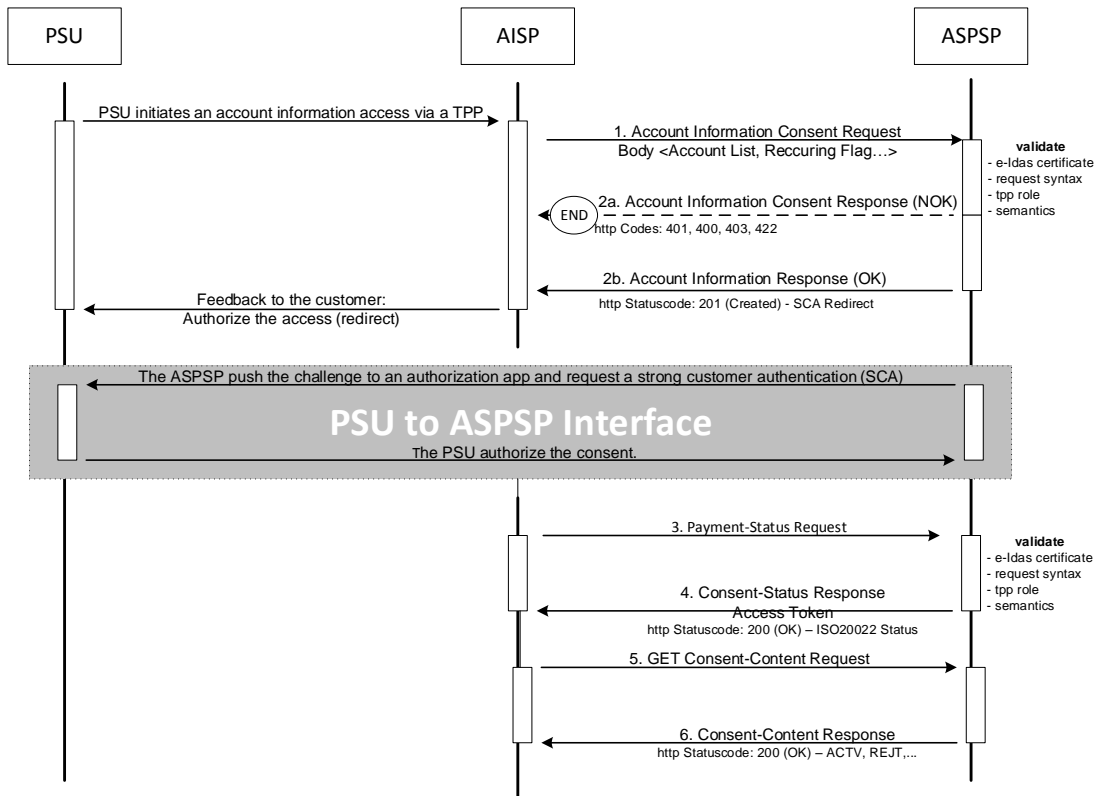 PSU
AISP
ASPSP
PSU initiates an account information access via a TPP
1. Account Information Consent Request
Body <Account List, Reccuring Flag…>
validate
- e-Idas certificate
- request syntax
- tpp role
- semantics
2a. Account Information Consent Response (NOK)
END
http Codes: 401, 400, 403, 422
2b. Account Information Response (OK)
http Statuscode: 201 (Created) - SCA Redirect
Feedback to the customer:
Authorize the access (redirect)
The ASPSP push the challenge to an authorization app and request a strong customer authentication (SCA)
PSU to ASPSP Interface
The PSU authorize the consent.
3. Payment-Status Request
validate
- e-Idas certificate
- request syntax
- tpp role
- semantics
4. Consent-Status Response
Access Token
http Statuscode: 200 (OK) – ISO20022 Status
5. GET Consent-Content Request
6. Consent-Content Response
http Statuscode: 200 (OK) – ACTV, REJT,...